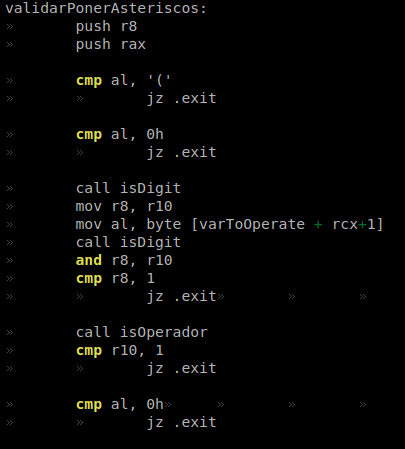 validarPonerAsteriscos:
» push r8
» push rax
» cmp al, '('
» » jz .exit
» cmp al, 0h
» » jz .exit
» call isDigit
» mov r8, r10
» mov al, byte [varToOperate + rcx+1]
» call isDigit
» and r8, r10
» cmp r8, 1
» » jz .exit» » »
» call isOperador
» cmp r10, 1
» » jz .exit
» cmp al, 0h» » » »
» » jz .exit